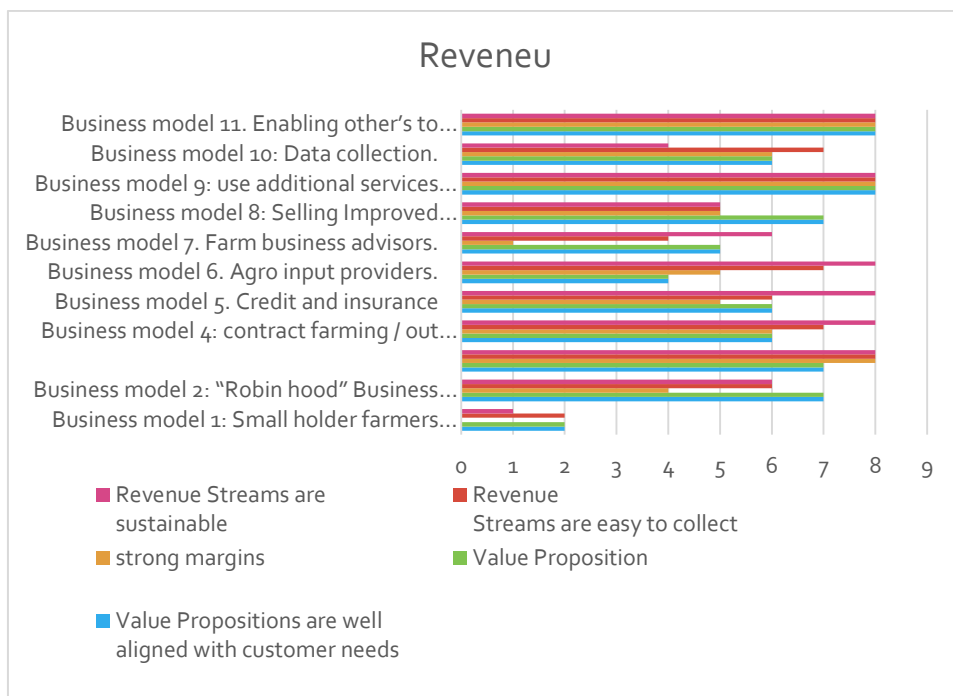 Reveneu
Business model 11. Enabling other's to...
Business model 10: Data collection.
Business model 9: use additional services...
Business model 8: Selling Improved...
Business model 7. Farm business advisors.
Business model 6. Agro input providers.
Business model 5. Credit and insurance
Business model 4: contract farming / out...
Business model 2: “Robin hood” Business...
Business model 1: Small holder farmers...
0 1 2 3 4 5 6 7 8 9
Revenue Streams are
sustainable
Revenue
Streams are easy to collect
strong margins
Value Proposition
Value Propositions are well
aligned with customer needs